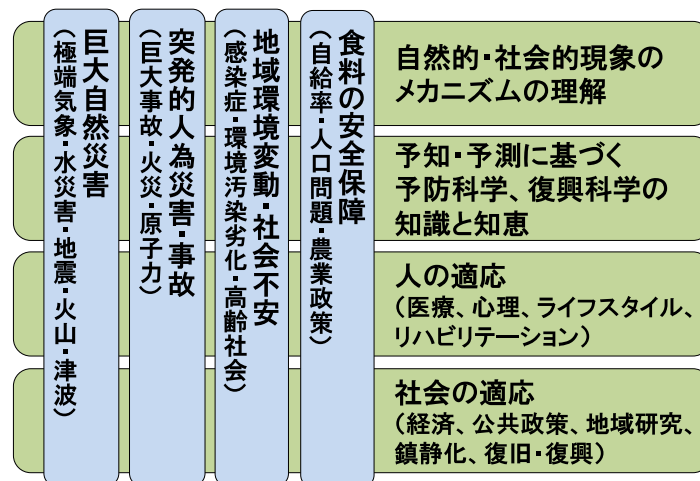 巨大自然災害
（極端気象・水災害・地震・火山・津波）
突発的人為災害・事故
（巨大事故・火災・原子力）
地域環境変動・社会不安
（感染症・環境汚染劣化・高齢社会）
食料の安全保障
（自給率・人口問題・農業政策）
自然的・社会的現象の
メカニズムの理解
予知・予測に基づく
予防科学、復興科学の
知識と知恵
人の適応
（医療、心理、ライフスタイル、
リハビリテーション）
社会の適応
（経済、公共政策、地域研究、
鎮静化、復旧・復興）